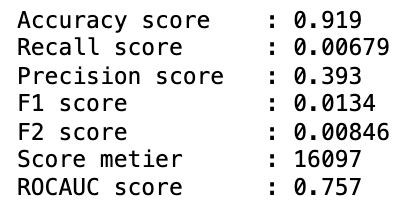 Accuracy score    : 0.919
Recall score      : 0.00679
Precision score   : 0.393
F1 score          : 0.0134
F2 score          : 0.00846
Score metier      : 16097
ROCAUC score      : 0.757